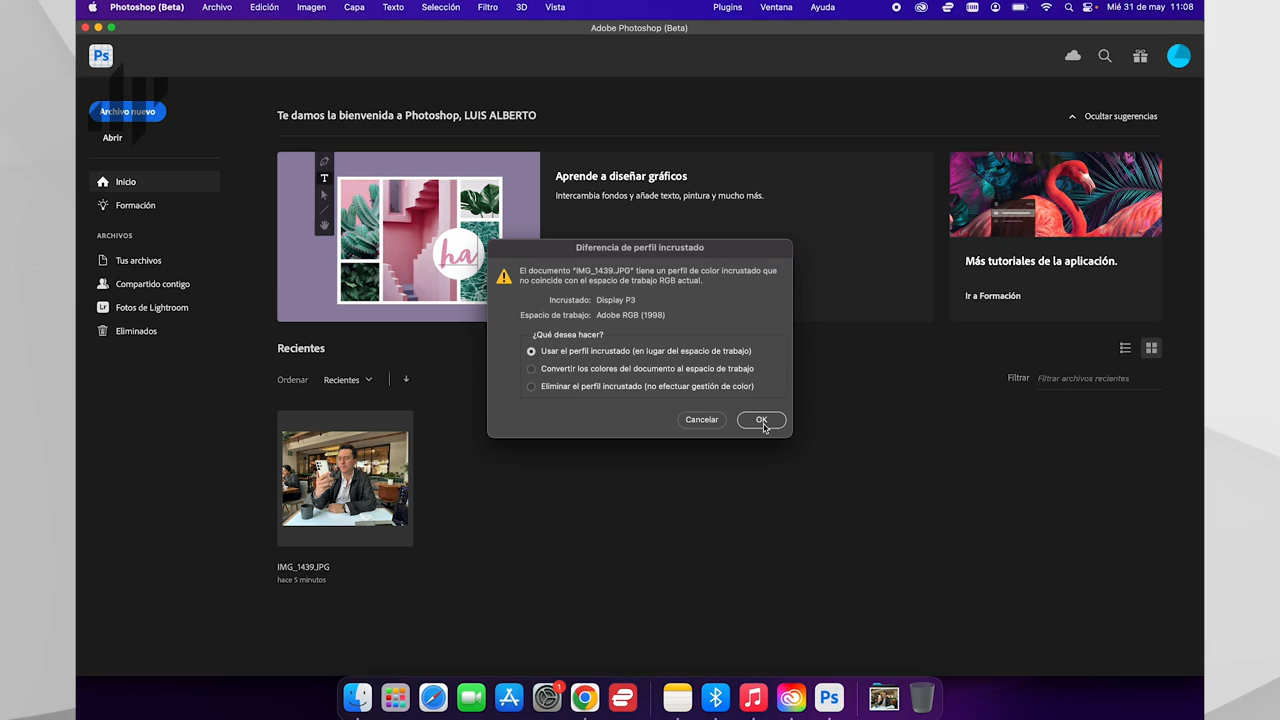 Photoshop (Beta) Archivo Edición Imagen Capa Texto Selección Filtro 3D Vista Plugins Ventana Ayuda Mié 31 de may 11:08
Adobe Photoshop (Beta)
Ps
Archivo nuevo
Abrir
Inicio
Formación
ARCHIVOS
Tus archivos
Compartido contigo
Fotos de Lightroom
Eliminados
Te damos la bienvenida a Photoshop, LUIS ALBERTO
Ocultar sugerencias
T
ha
Aprende a diseñar gráficos
Intercambia fondos y añade texto, pintura y mucho más.
Más tutoriales de la aplicación.
Ir a Formación
Diferencia de perfil incrustado
El documento "IMG_1439.JPG" tiene un perfil de color incrustado que
no coincide con el espacio de trabajo RGB actual.
Incrustado: Display P3
Espacio de trabajo: Adobe RGB (1998)
¿Qué desea hacer?
Usar el perfil incrustado (en lugar del espacio de trabajo)
Convertir los colores del documento al espacio de trabajo
Eliminar el perfil incrustado (no efectuar gestión de color)
Cancelar OK
Recientes
Ordenar Recientes
Filtrar Filtrar archivos recientes
IMG_1439.JPG
hace 5 minutos
1
Ps